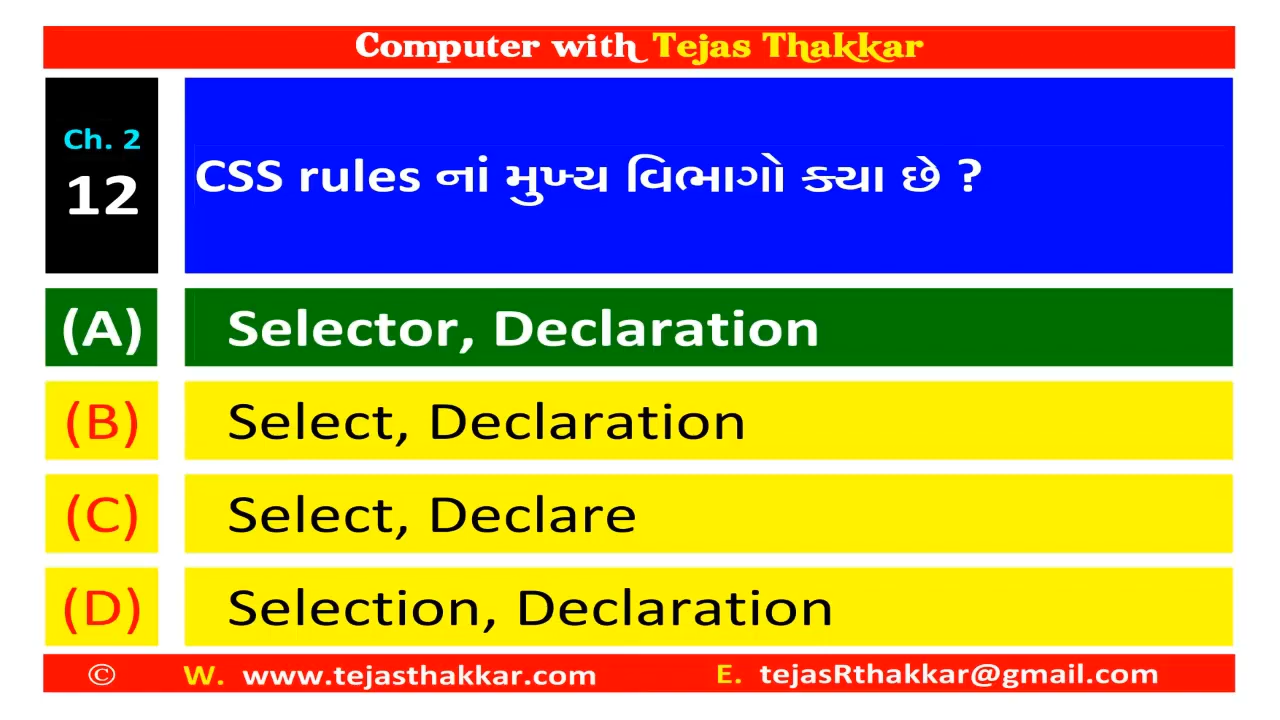 Computer with Tejas Thakkar
Ch. 2
12
CSS rules નાં મુખ્ય વિભાગો ક્યા છે ?
(A) Selector, Declaration
(B) Select, Declaration
(C) Select, Declare
(D) Selection, Declaration
© W. www.tejasthakkar.com E. tejasRthakkar@gmail.com